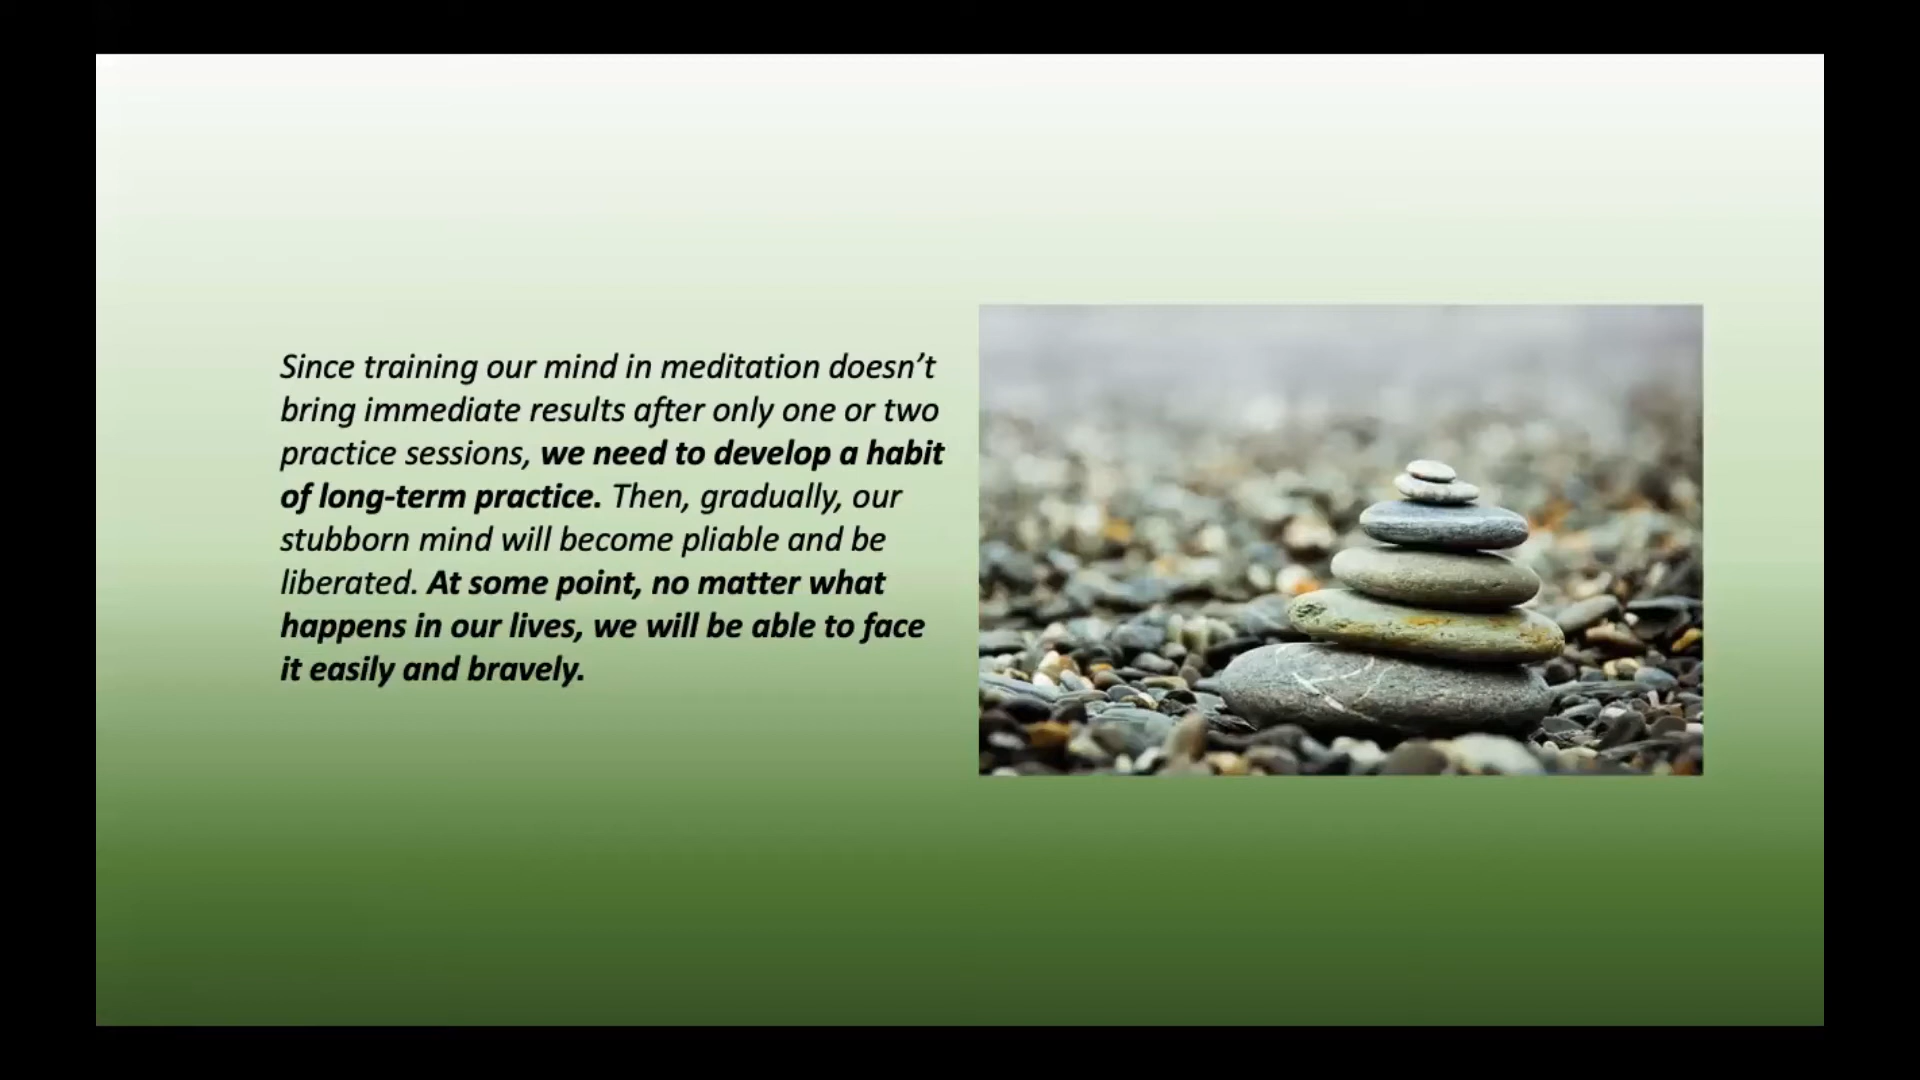 Since training our mind in meditation doesn’t
bring immediate results after only one or two
practice sessions, we need to develop a habit
of long-term practice. Then, gradually, our
stubborn mind will become pliable and be
liberated. At some point, no matter what
happens in our lives, we will be able to face
it easily and bravely.